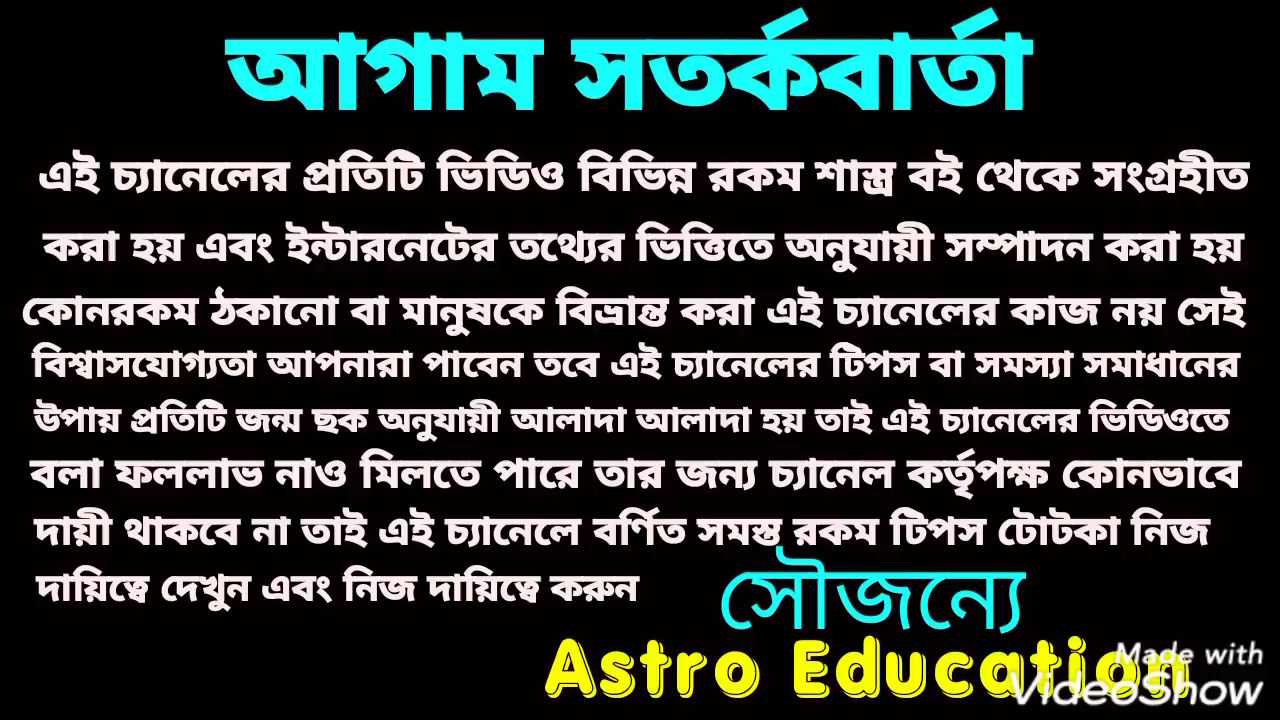 আগাম সতর্কবার্তা
এই চ্যানেলের প্রতিটি ভিডিও বিভিন্ন রকম শাস্ত্র বই থেকে সংগ্রহীত
করা হয় এবং ইন্টারনেটের তথ্যের ভিত্তিতে অনুযায়ী সম্পাদন করা হয়
কোনরকম ঠকানো বা মানুষকে বিভ্রান্ত করা এই চ্যানেলের কাজ নয় সেই
বিশ্বাসযোগ্যতা আপনারা পাবেন তবে এই চ্যানেলের টিপস বা সমস্যা সমাধানের
উপায় প্রতিটি জন্ম ছক অনুযায়ী আলাদা আলাদা হয় তাই এই চ্যানেলের ভিডিওতে
বলা ফললাভ নাও মিলতে পারে তার জন্য চ্যানেল কর্তৃপক্ষ কোনভাবে
দায়ী থাকবে না তাই এই চ্যানেলে বর্ণিত সমস্ত রকম টিপস টোটকা নিজ
দায়িত্বে দেখুন এবং নিজ দায়িত্বে করুন
সৌজন্যে
Astro Education
Made with
VideoShow